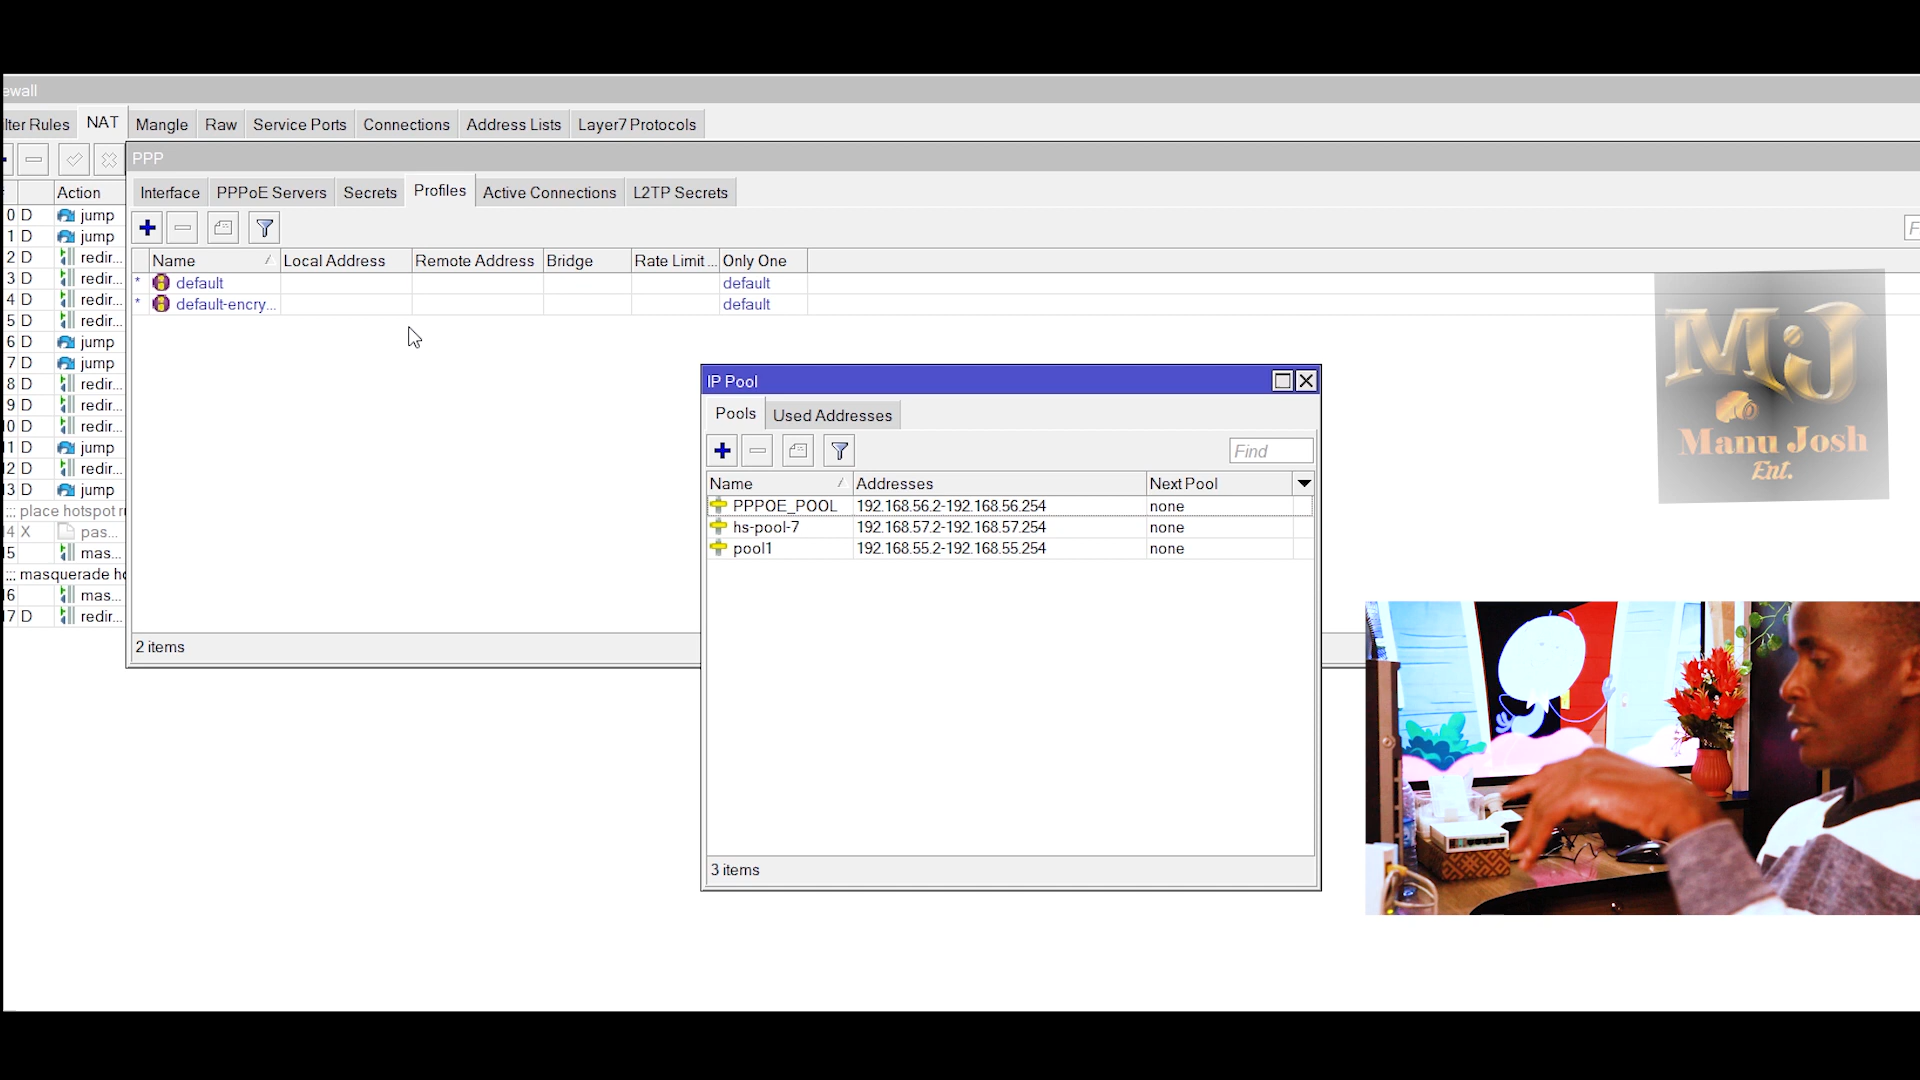 ewall
lter Rules NAT Mangle Raw Service Ports Connections Address Lists Layer7 Protocols
PPP
Interface PPPoE Servers Secrets Profiles Active Connections L2TP Secrets
F
Name Local Address Remote Address Bridge Rate Limit ... Only One
* default default
* default-encry... default
Action
0 D jump
1 D jump
2 D redir...
3 D redir...
4 D redir...
5 D redir...
6 D jump
7 D jump
8 D redir...
9 D redir...
0 D redir...
1 D jump
2 D redir...
3 D jump
::: place hotspot r
4 X pas...
5 mas...
::: masquerade ho
6 mas...
7 D redir...
2 items
IP Pool
Pools Used Addresses
Find
Name Addresses Next Pool
PPPOE_POOL 192.168.56.2-192.168.56.254 none
hs-pool-7 192.168.57.2-192.168.57.254 none
pool1 192.168.55.2-192.168.55.254 none
3 items
MJ
Manu Josh
Ent.